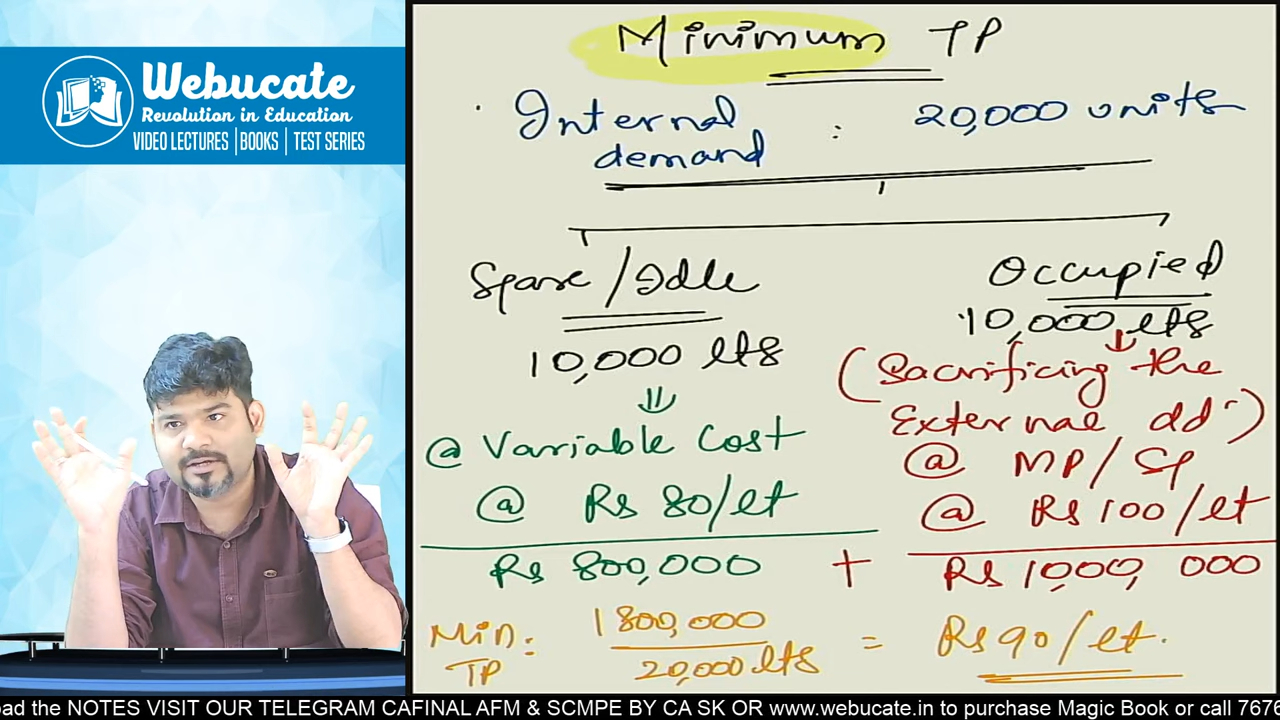 Webucate
Revolution in Education
VIDEO LECTURES | BOOKS | TEST SERIES
Minimum TP
Internal demand : 20,000 units
Spare / Idle
10,000 lts
@ Variable Cost
@ Rs 80/lt
Rs 800,000
+
Occupied
10,000 lts
(Sacrificing the
External dd)
@ MP/SP
@ Rs 100/lt
Rs 1000,000
Min: TP 1800,000 / 20,000 lts = Rs 90/lt.
oad the NOTES VISIT OUR TELEGRAM CAFINAL AFM & SCMPE BY CA SK OR www.webucate.in to purchase Magic Book or call 7676